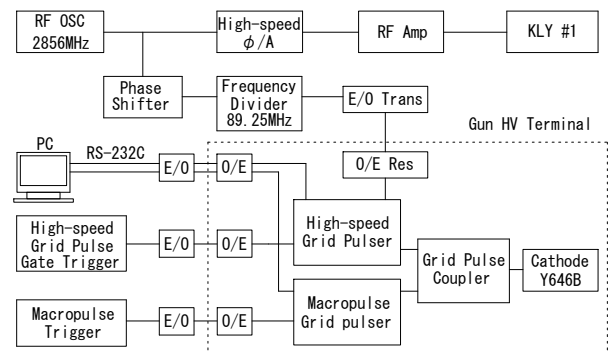 RF OSC
2856MHz
High-speed
φ/A
RF Amp
KLY #1
Phase
Shifter
Frequency
Divider
89.25MHz
E/O Trans
Gun HV Terminal
PC
RS-232C
E/O
O/E
O/E Res
High-speed
Grid Pulse
Gate Trigger
E/O
O/E
High-speed
Grid Pulser
Grid Pulse
Coupler
Cathode
Y646B
Macropulse
Trigger
E/O
O/E
Macropulse
Grid pulser